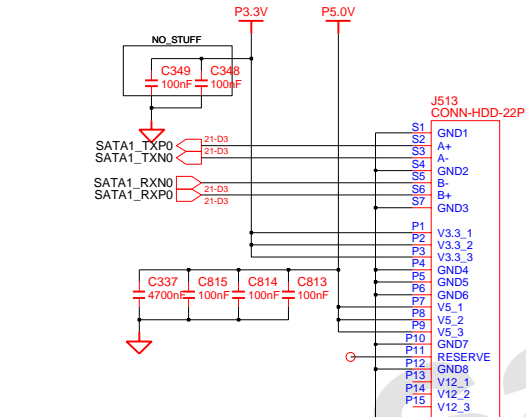 P3.3V P5.0V
NO_STUFF
C349 C348
100nF 100nF
J513
CONN-HDD-22P
S1 GND1
SATA1_TXP0 21-D3 S2 A+
SATA1_TXN0 21-D3 S3 A-
S4 GND2
SATA1_RXN0 21-D3 S5 B-
SATA1_RXP0 21-D3 S6 B+
S7 GND3
P1 V3.3_1
P2 V3.3_2
P3 V3.3_3
P4 GND4
P5 GND5
P6 GND6
C337 C815 C814 C813
4700nF 100nF 100nF 100nF
P7 V5_1
P8 V5_2
P9 V5_3
P10 GND7
P11 RESERVE
P12 GND8
P13 V12_1
P14 V12_2
P15 V12_3